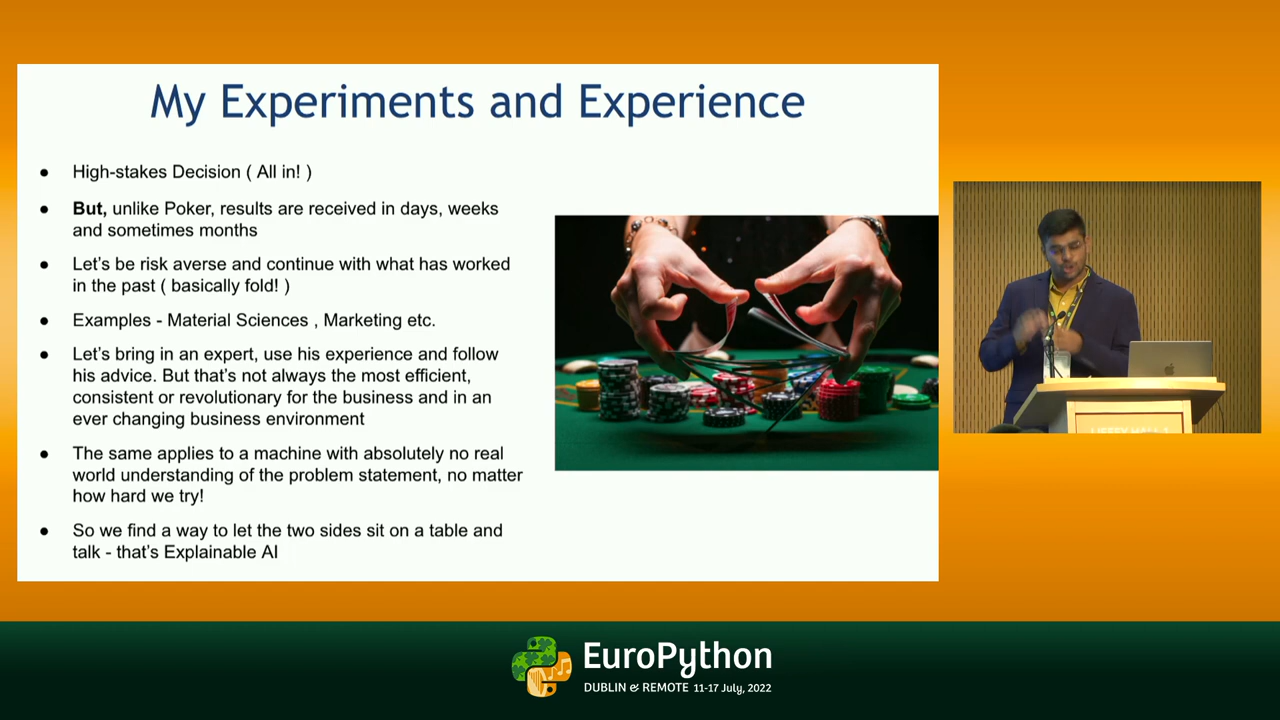 My Experiments and Experience
● High-stakes Decision ( All in! )
● But, unlike Poker, results are received in days, weeks
and sometimes months
● Let's be risk averse and continue with what has worked
in the past ( basically fold! )
● Examples - Material Sciences , Marketing etc.
● Let's bring in an expert, use his experience and follow
his advice. But that's not always the most efficient,
consistent or revolutionary for the business and in an
ever changing business environment
● The same applies to a machine with absolutely no real
world understanding of the problem statement, no matter
how hard we try!
● So we find a way to let the two sides sit on a table and
talk - that's Explainable AI
EuroPython
DUBLIN & REMOTE 11-17 July, 2022